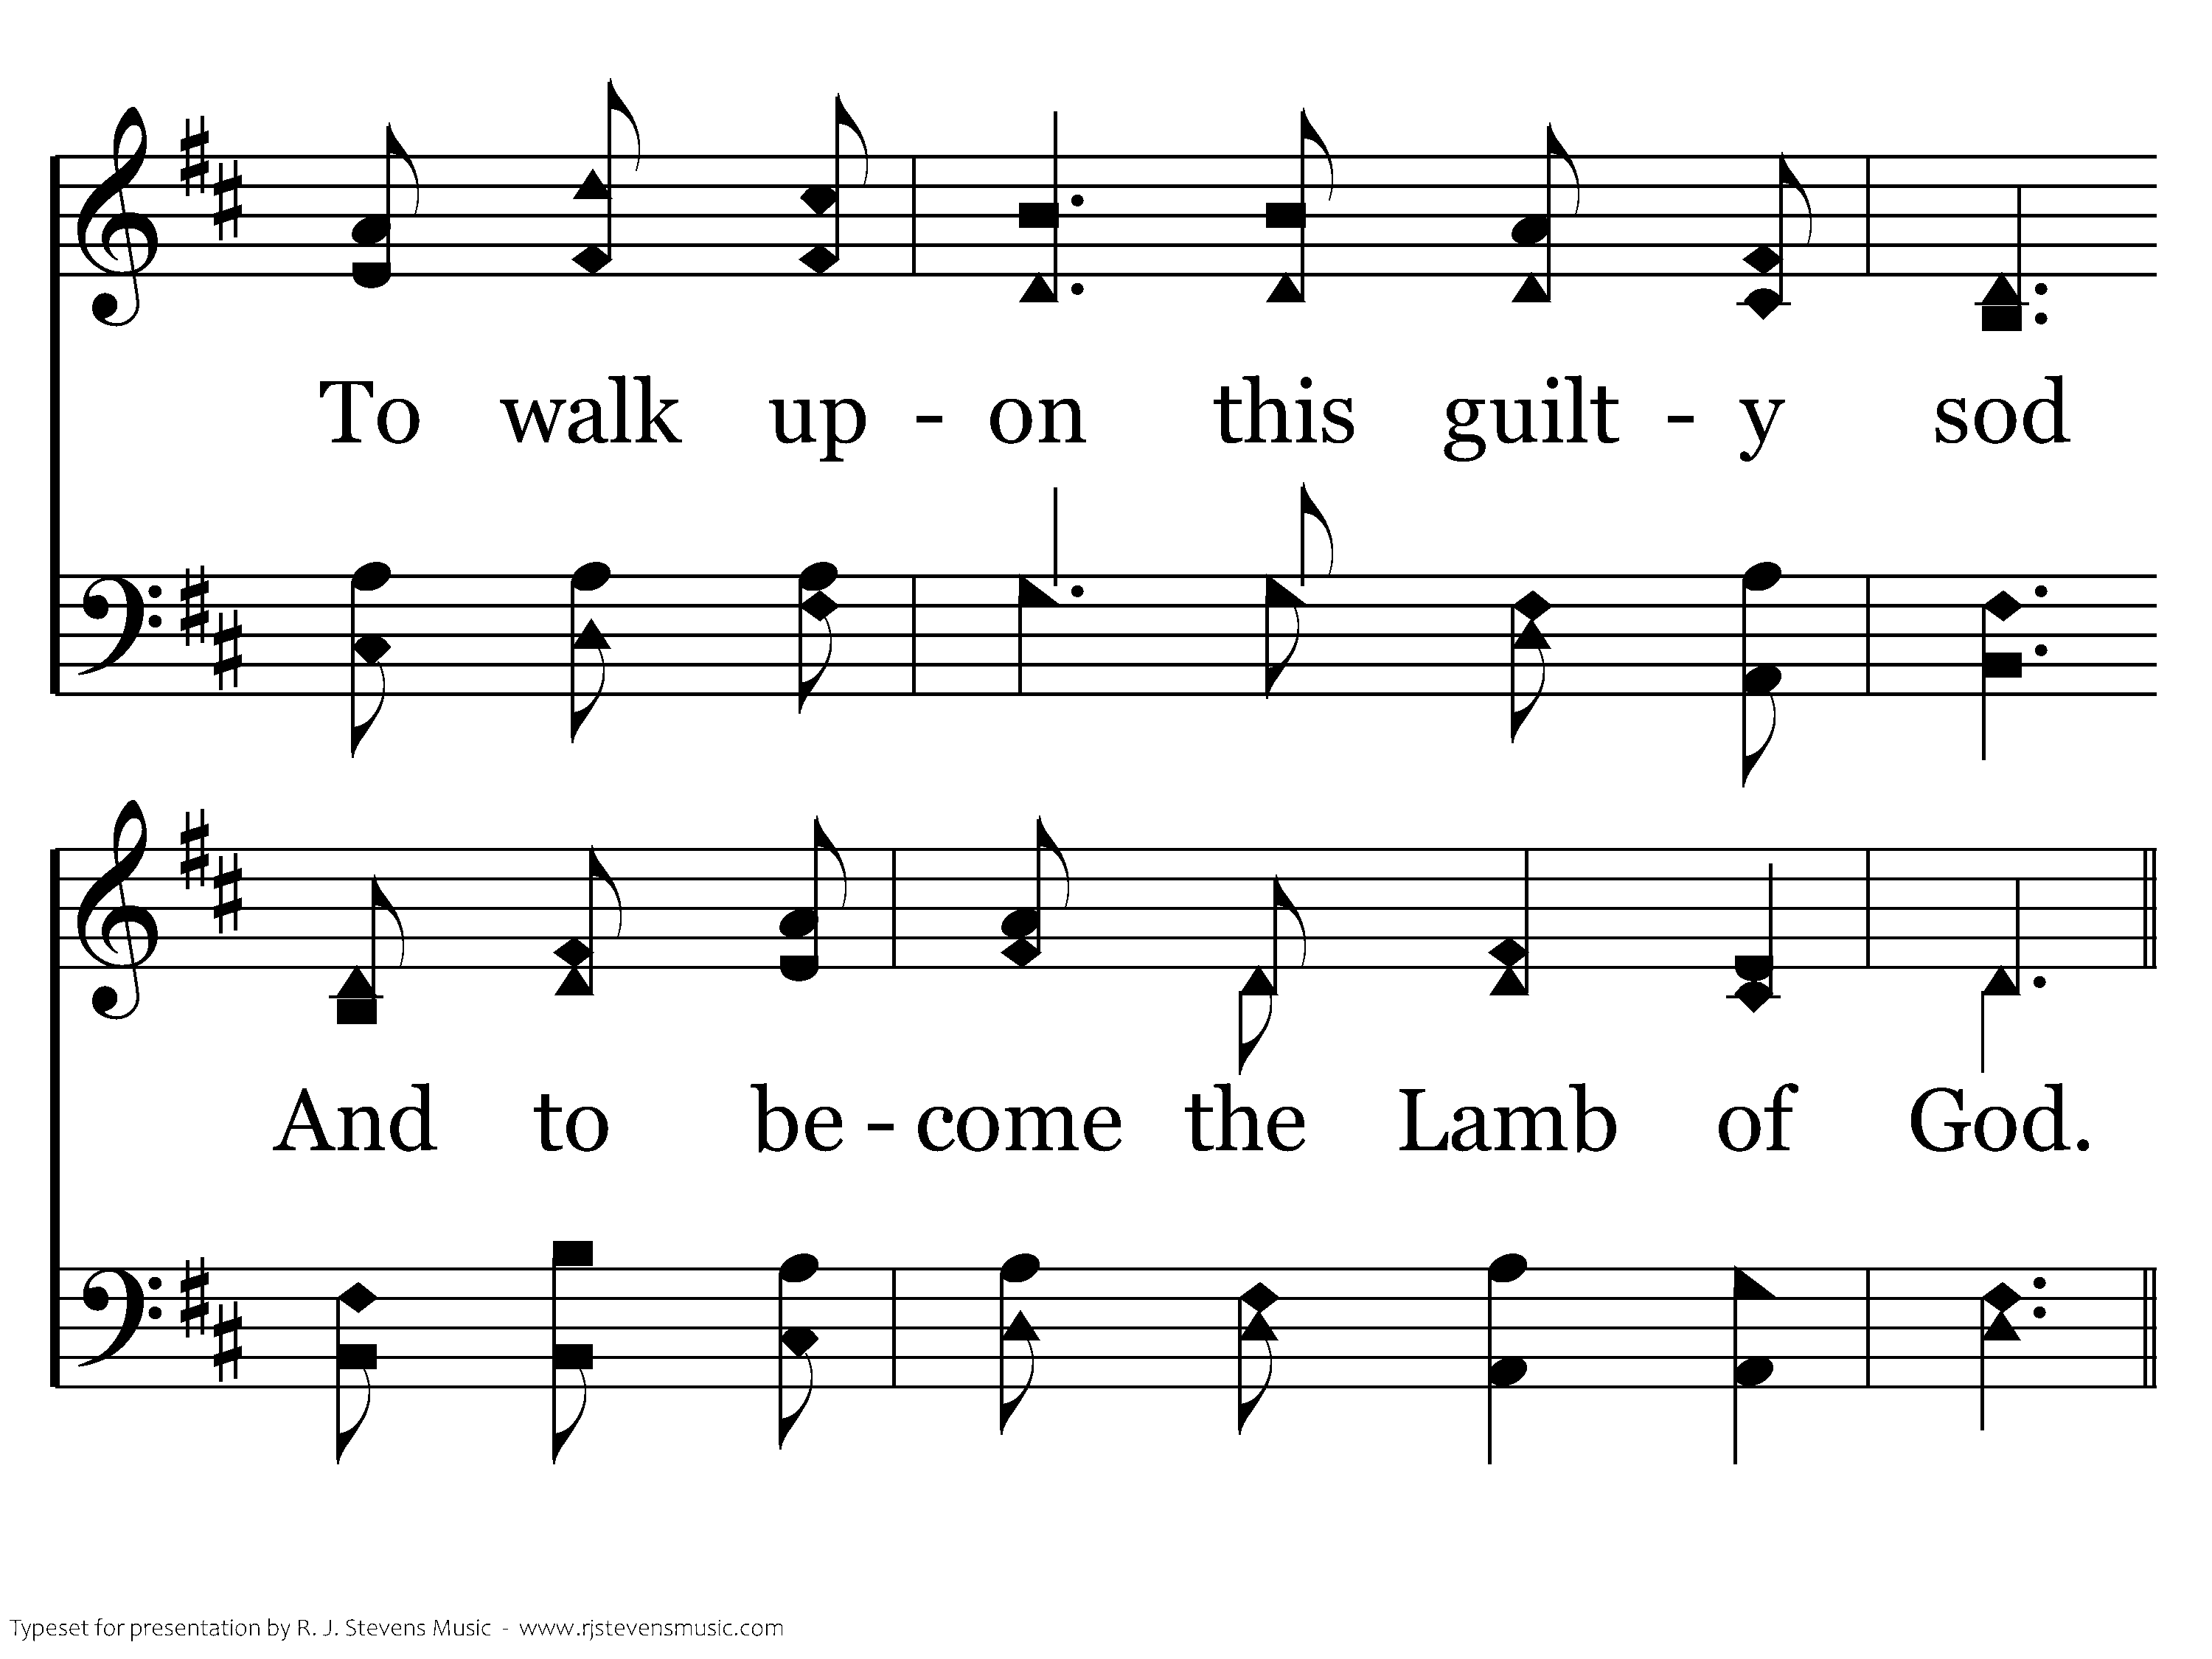 To walk up - on this guilt - y sod
And to be - come the Lamb of God.
Typeset for presentation by R. J. Stevens Music - www.rjstevensmusic.com